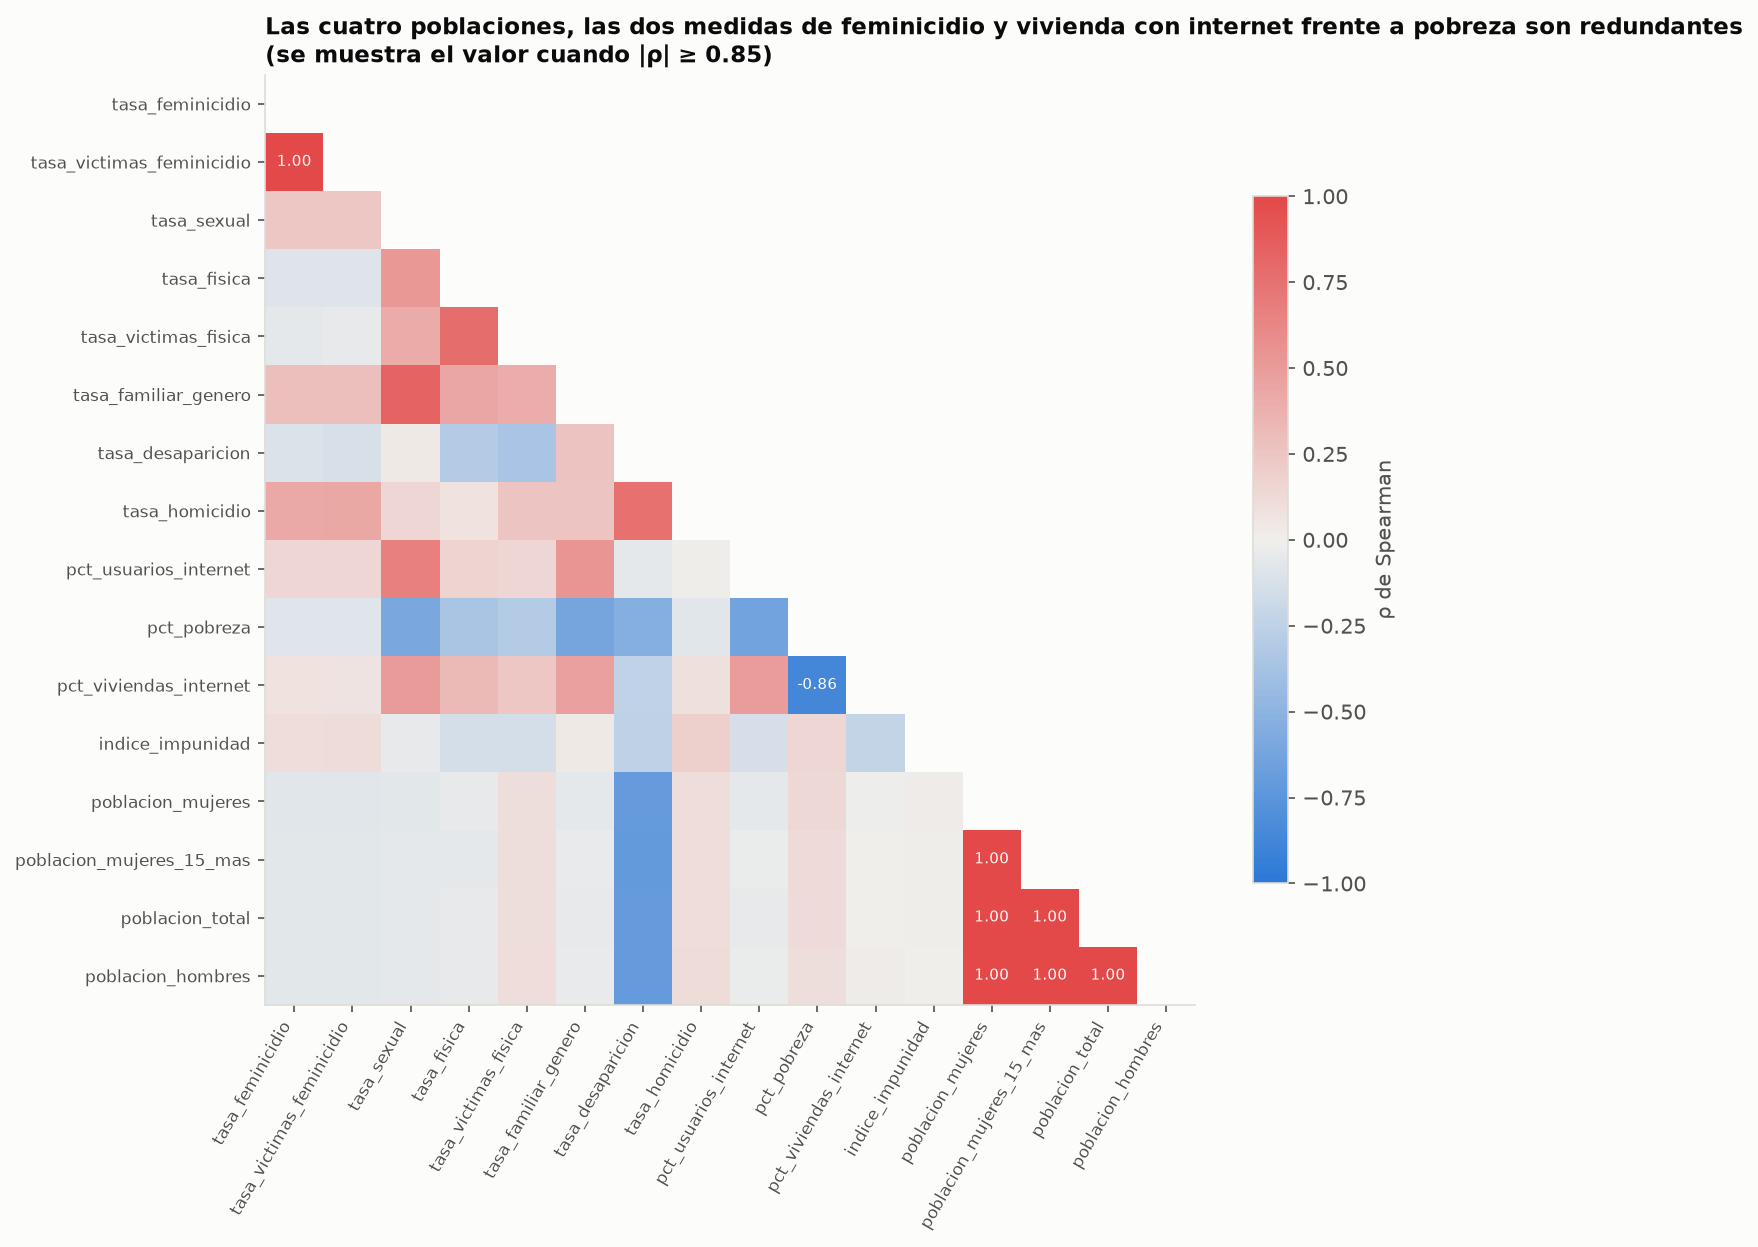 Las cuatro poblaciones, las dos medidas de feminicidio y vivienda con internet frente a pobreza son redundantes
(se muestra el valor cuando |ρ| ≥ 0.85)
tasa_feminicidio
tasa_victimas_feminicidio
1.00
tasa_sexual
tasa_fisica
tasa_victimas_fisica
tasa_familiar_genero
tasa_desaparicion
tasa_homicidio
pct_usuarios_internet
pct_pobreza
pct_viviendas_internet
-0.86
indice_impunidad
poblacion_mujeres
poblacion_mujeres_15_mas
1.00
poblacion_total
1.00 1.00
poblacion_hombres
1.00 1.00 1.00
tasa_feminicidio
tasa_victimas_feminicidio
tasa_sexual
tasa_fisica
tasa_victimas_fisica
tasa_familiar_genero
tasa_desaparicion
tasa_homicidio
pct_usuarios_internet
pct_pobreza
pct_viviendas_internet
indice_impunidad
poblacion_mujeres
poblacion_mujeres_15_mas
poblacion_total
poblacion_hombres
1.00
0.75
0.50
0.25
0.00
−0.25
−0.50
−0.75
−1.00
ρ de Spearman